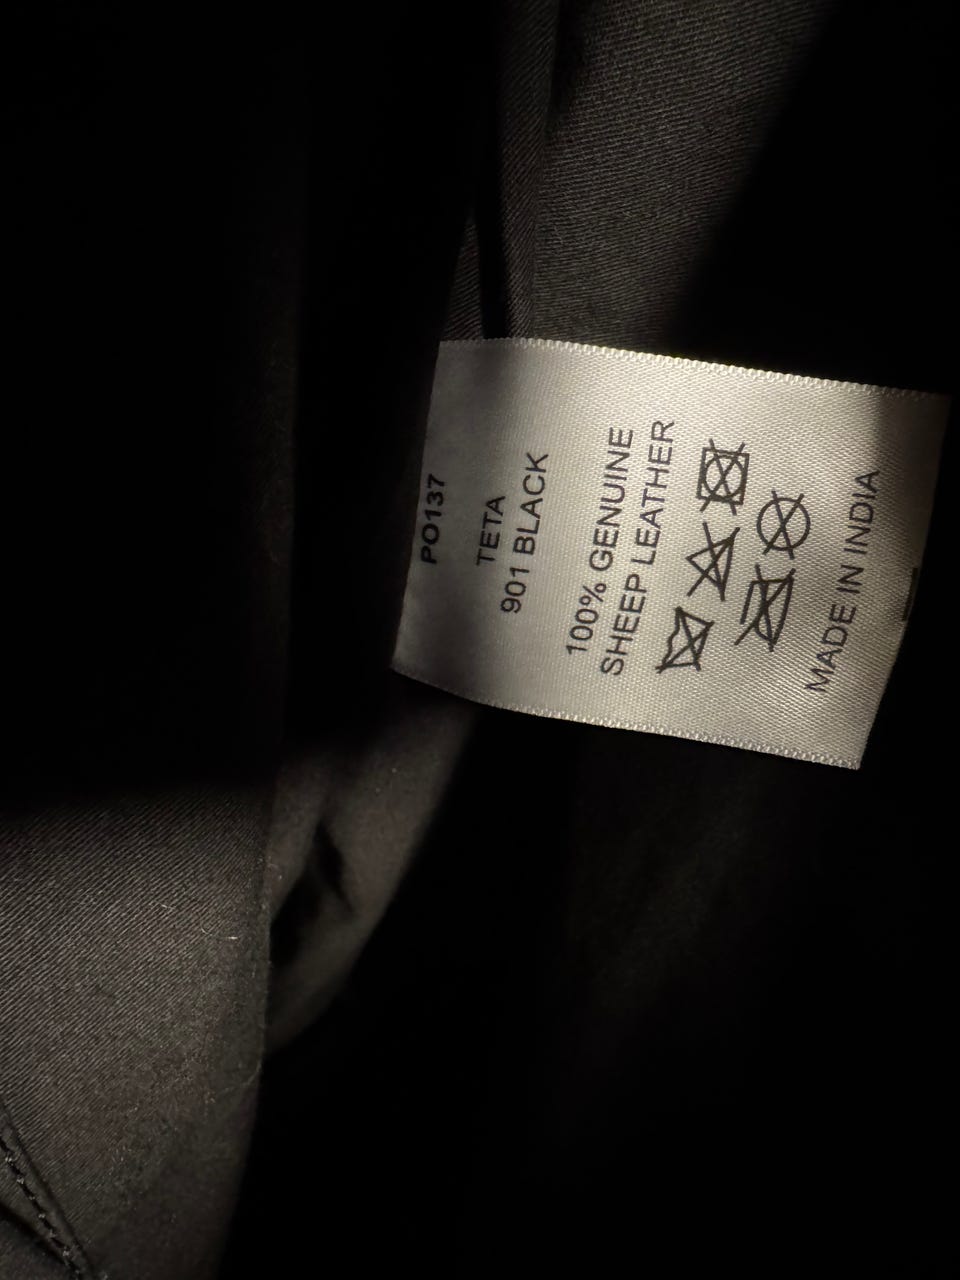 PO137
TETA
901 BLACK
100% GENUINE
SHEEP LEATHER
MADE IN INDIA